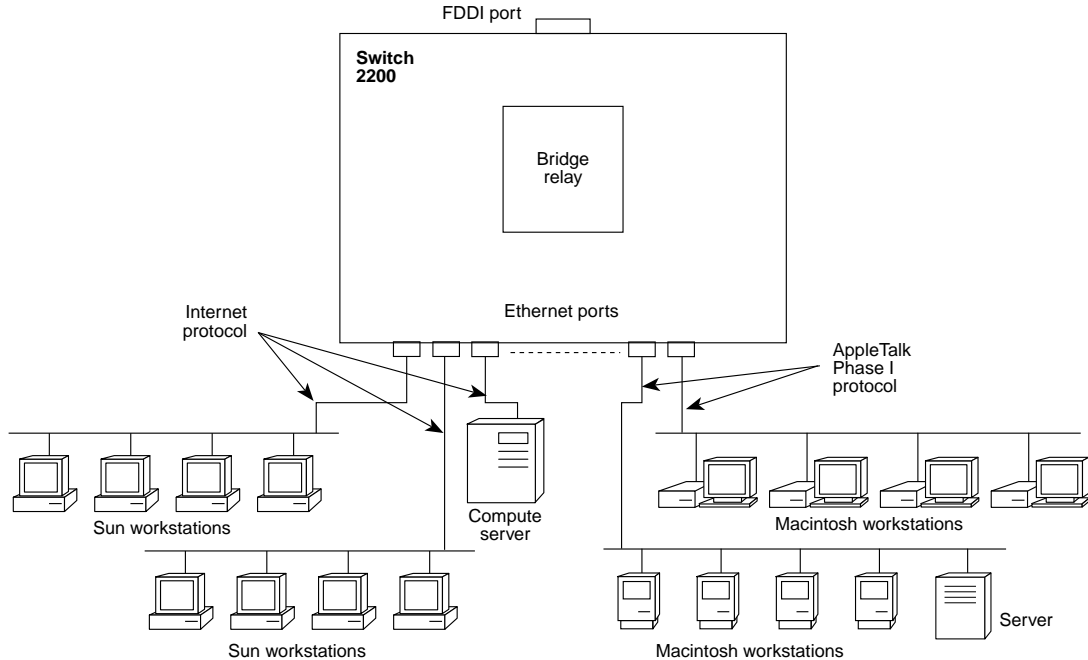 FDDI port
Switch
2200
Bridge
relay
Ethernet ports
Internet
protocol
AppleTalk
Phase I
protocol
Sun workstations
Compute
server
Macintosh workstations
Sun workstations
Macintosh workstations
Server